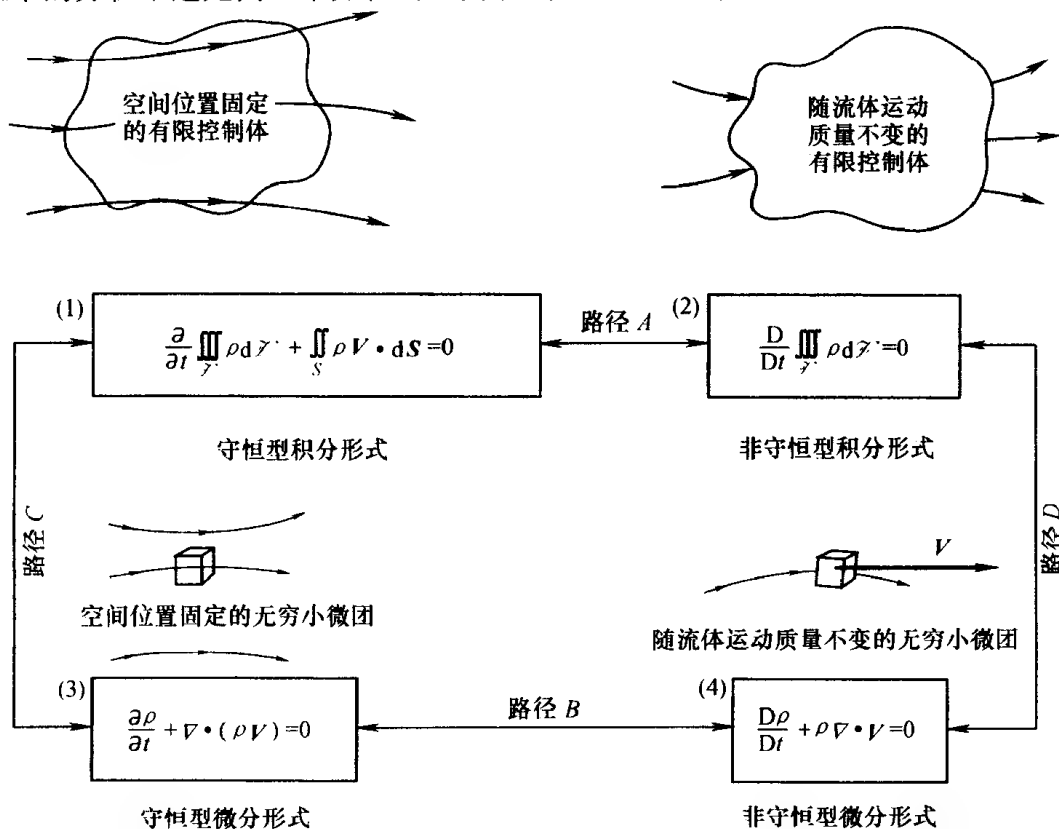 空间位置固定
的有限控制体
随流体运动
质量不变的
有限控制体
(1)
∂/∂t ∭_𝒱 ρd𝒱 + ∬_S ρV•dS=0
路径 A
(2)
D/Dt ∭_𝒱 ρd𝒱=0
守恒型积分形式
非守恒型积分形式
路径 C
路径 D
V
空间位置固定的无穷小微团
随流体运动质量不变的无穷小微团
(3)
∂ρ/∂t + ∇•(ρV)=0
路径 B
(4)
Dρ/Dt + ρ∇•V=0
守恒型微分形式
非守恒型微分形式